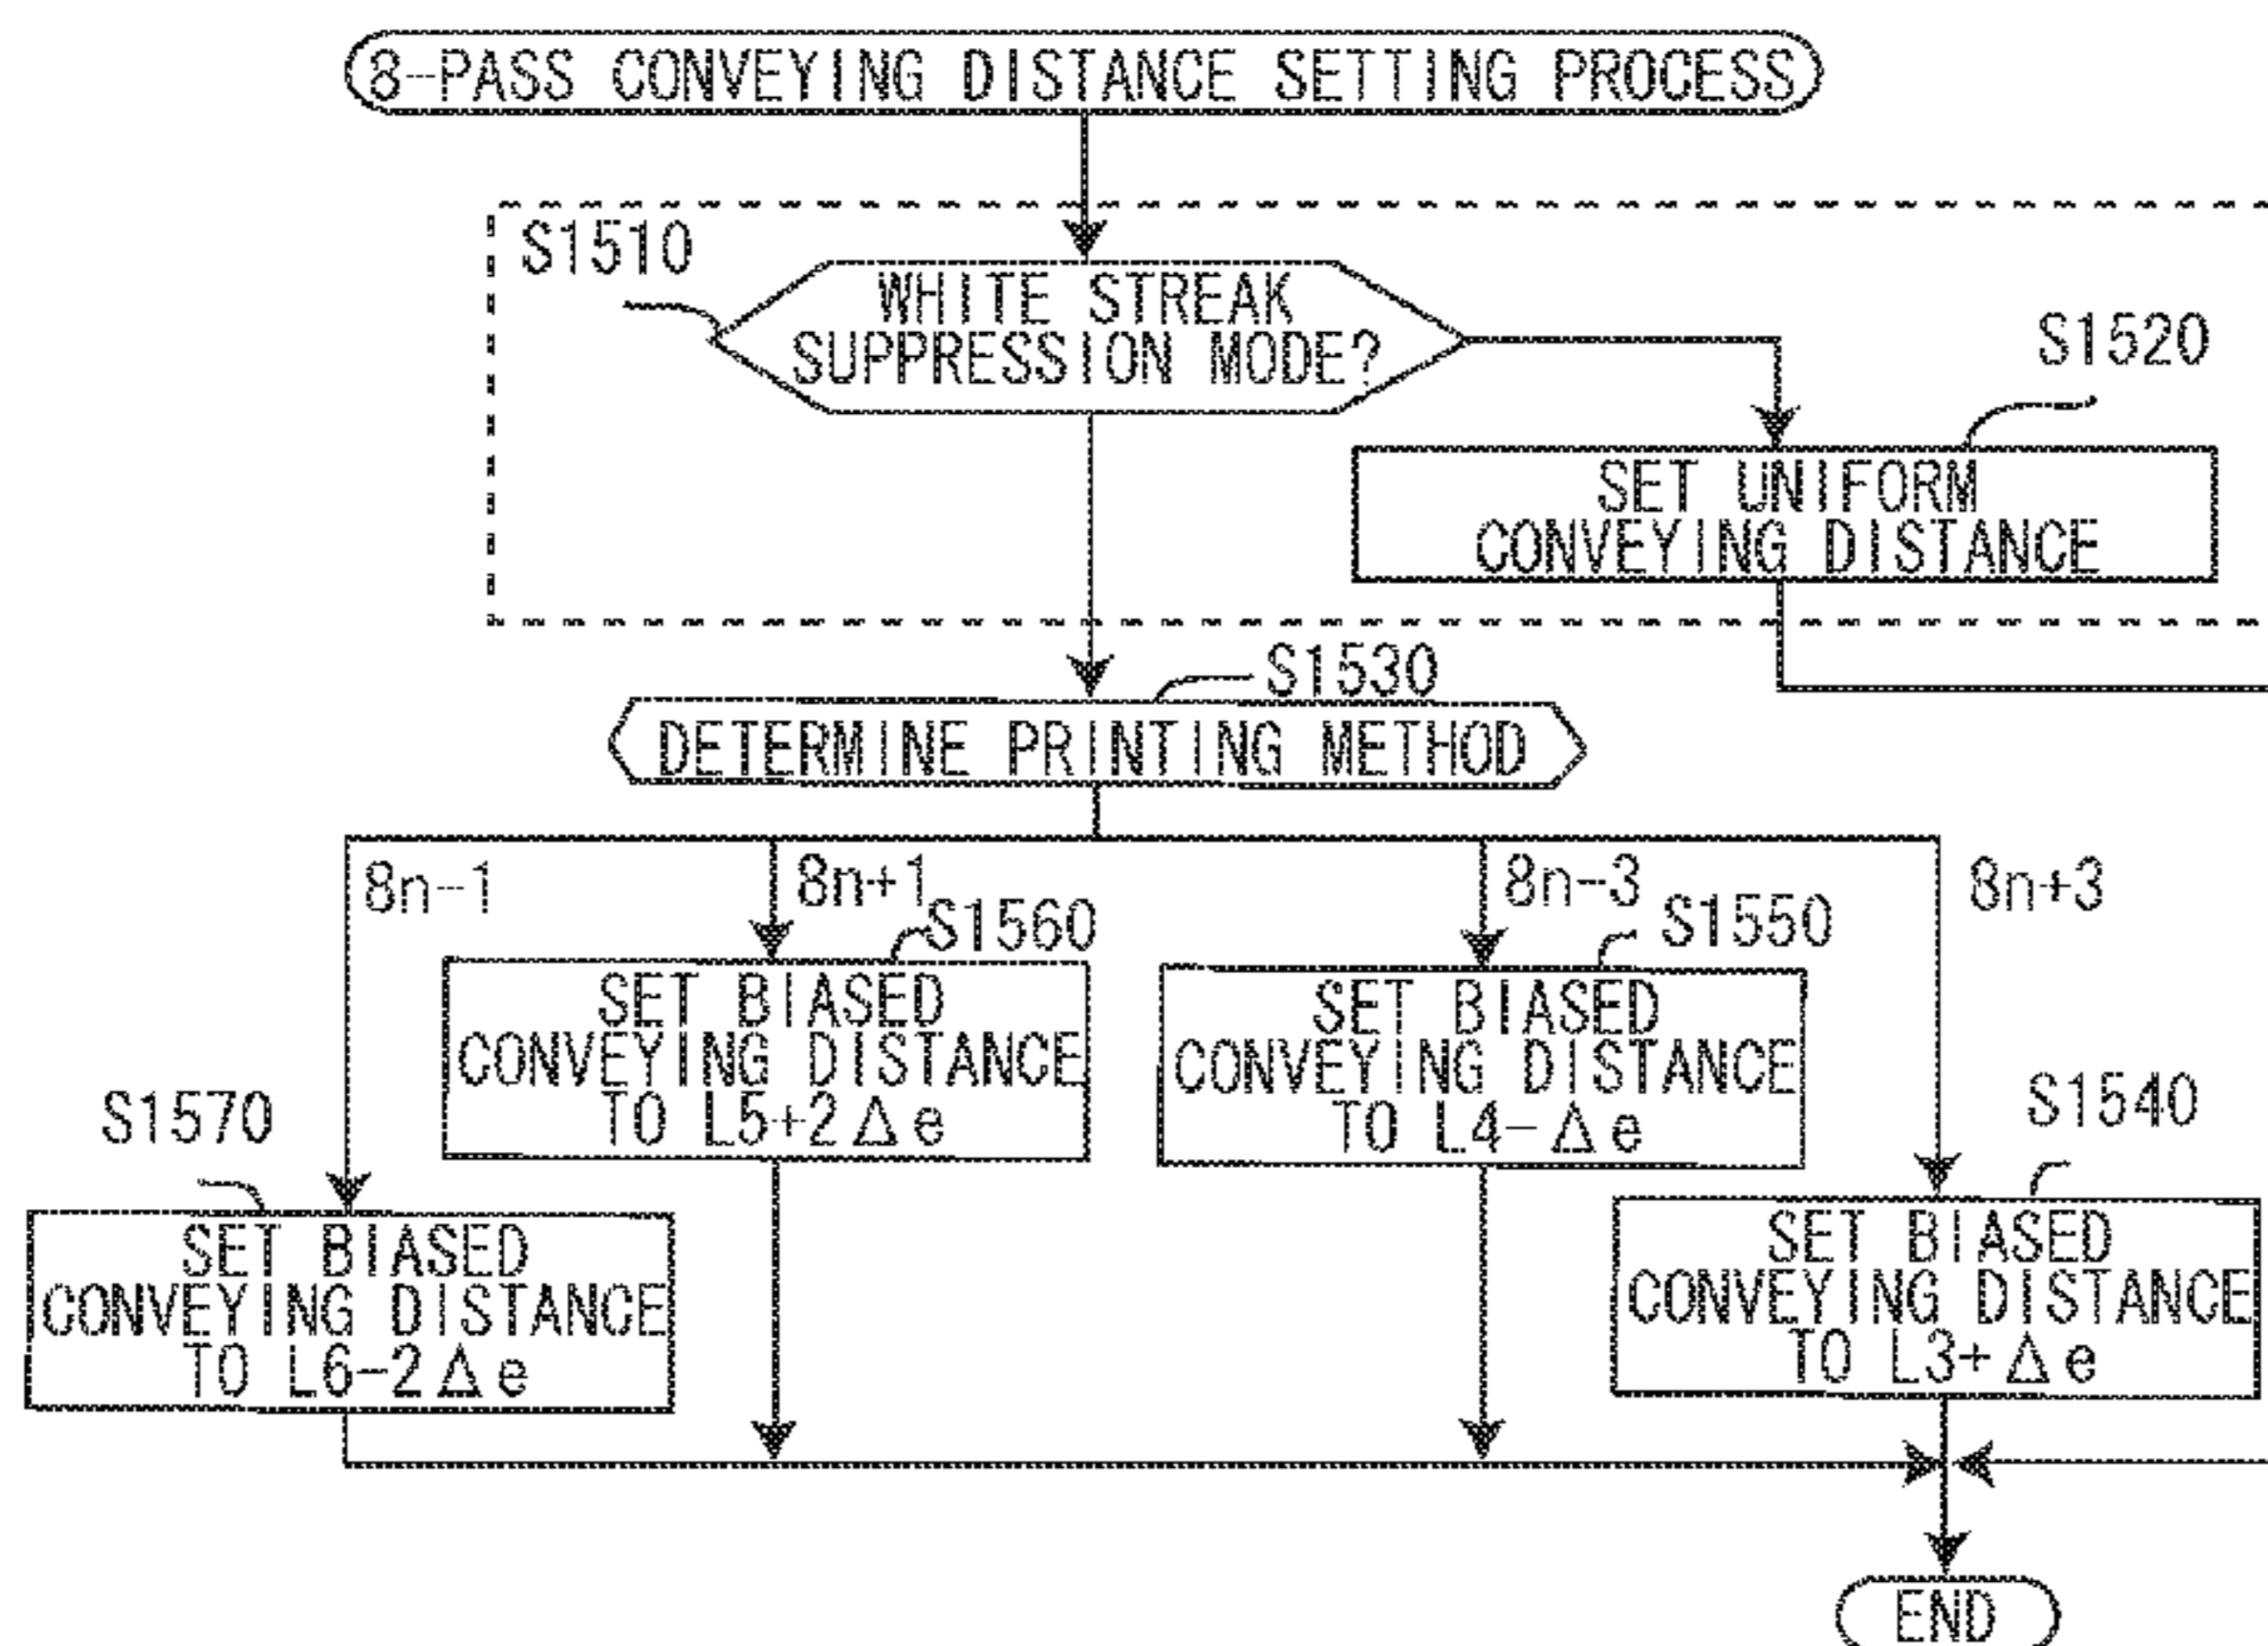 8-PASS CONVEYING DISTANCE SETTING PROCESS
S1510
WHITE STREAK
SUPPRESSION MODE?
S1520
SET UNIFORM
CONVEYING DISTANCE
S1530
DETERMINE PRINTING METHOD
8n-1
8n+1
8n-3
8n+3
S1560
SET BIASED
CONVEYING DISTANCE
TO L5+2Δe
S1550
SET BIASED
CONVEYING DISTANCE
TO L4-Δe
S1570
SET BIASED
CONVEYING DISTANCE
TO L6-2Δe
S1540
SET BIASED
CONVEYING DISTANCE
TO L3+Δe
END